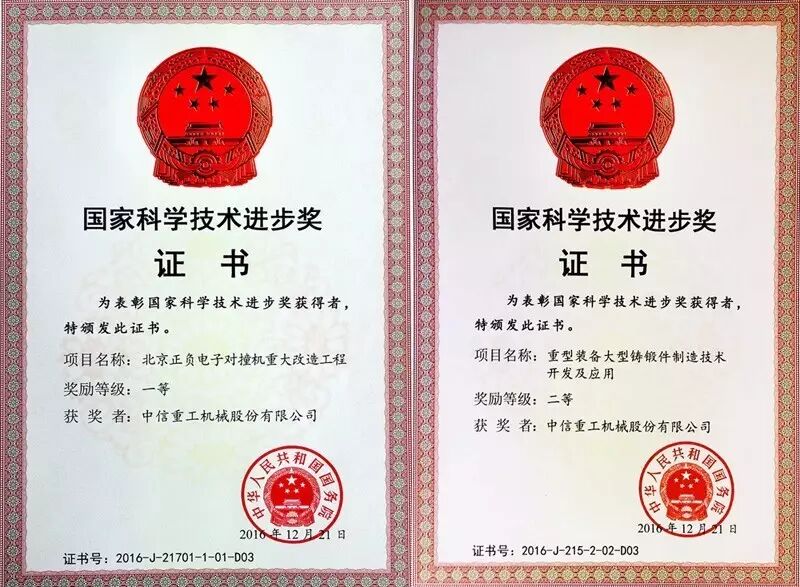 国家科学技术进步奖
证书
为表彰国家科学技术进步奖获得者，
特颁发此证书。
项目名称：北京正负电子对撞机重大改造工程
奖励等级：一等
获奖者：中信重工机械股份有限公司
中华人民共和国国务院
2016年12月21日
证书号：2016-J-21701-1-01-D03
国家科学技术进步奖
证书
为表彰国家科学技术进步奖获得者，
特颁发此证书。
项目名称：重型装备大型铸锻件制造技术
开发及应用
奖励等级：二等
获奖者：中信重工机械股份有限公司
中华人民共和国国务院
2016年12月21日
证书号：2016-J-215-2-02-D03